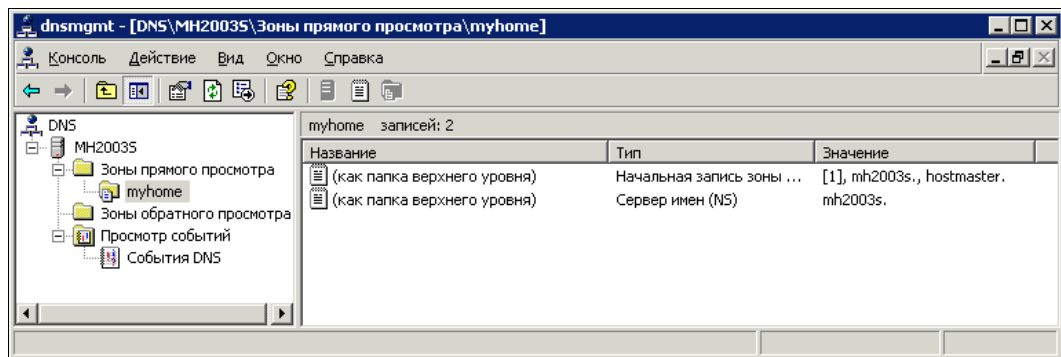 dnsmgmt - [DNS\MH2003S\Зоны прямого просмотра\myhome]
Консоль Действие Вид Окно Справка
DNS
MH2003S
Зоны прямого просмотра
myhome
Зоны обратного просмотра
Просмотр событий
События DNS
myhome записей: 2
Название Тип Значение
(как папка верхнего уровня) Начальная запись зоны ... [1], mh2003s., hostmaster.
(как папка верхнего уровня) Сервер имен (NS) mh2003s.